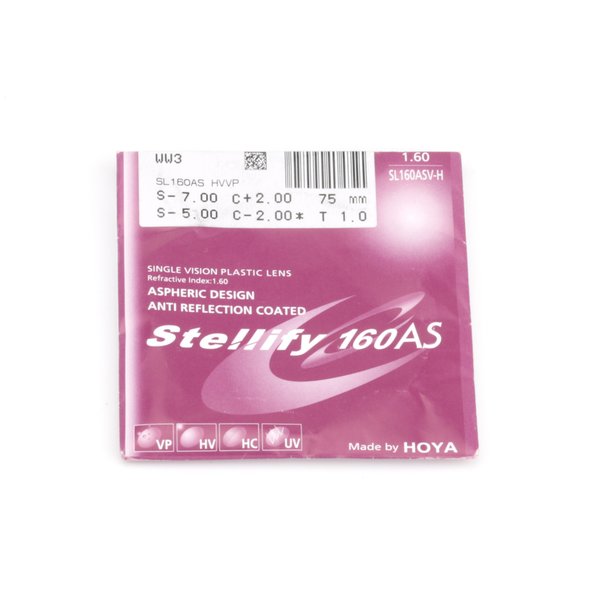 WW3
SL160AS HVVP
S- 7.00 C+2.00 75 mm
S- 5.00 C-2.00* T 1.0
1.60
SL160ASV-H
SINGLE VISION PLASTIC LENS
Refractive Index:1.60
ASPHERIC DESIGN
ANTI REFLECTION COATED
Stellify 160AS
VP HV HC UV
Made by HOYA